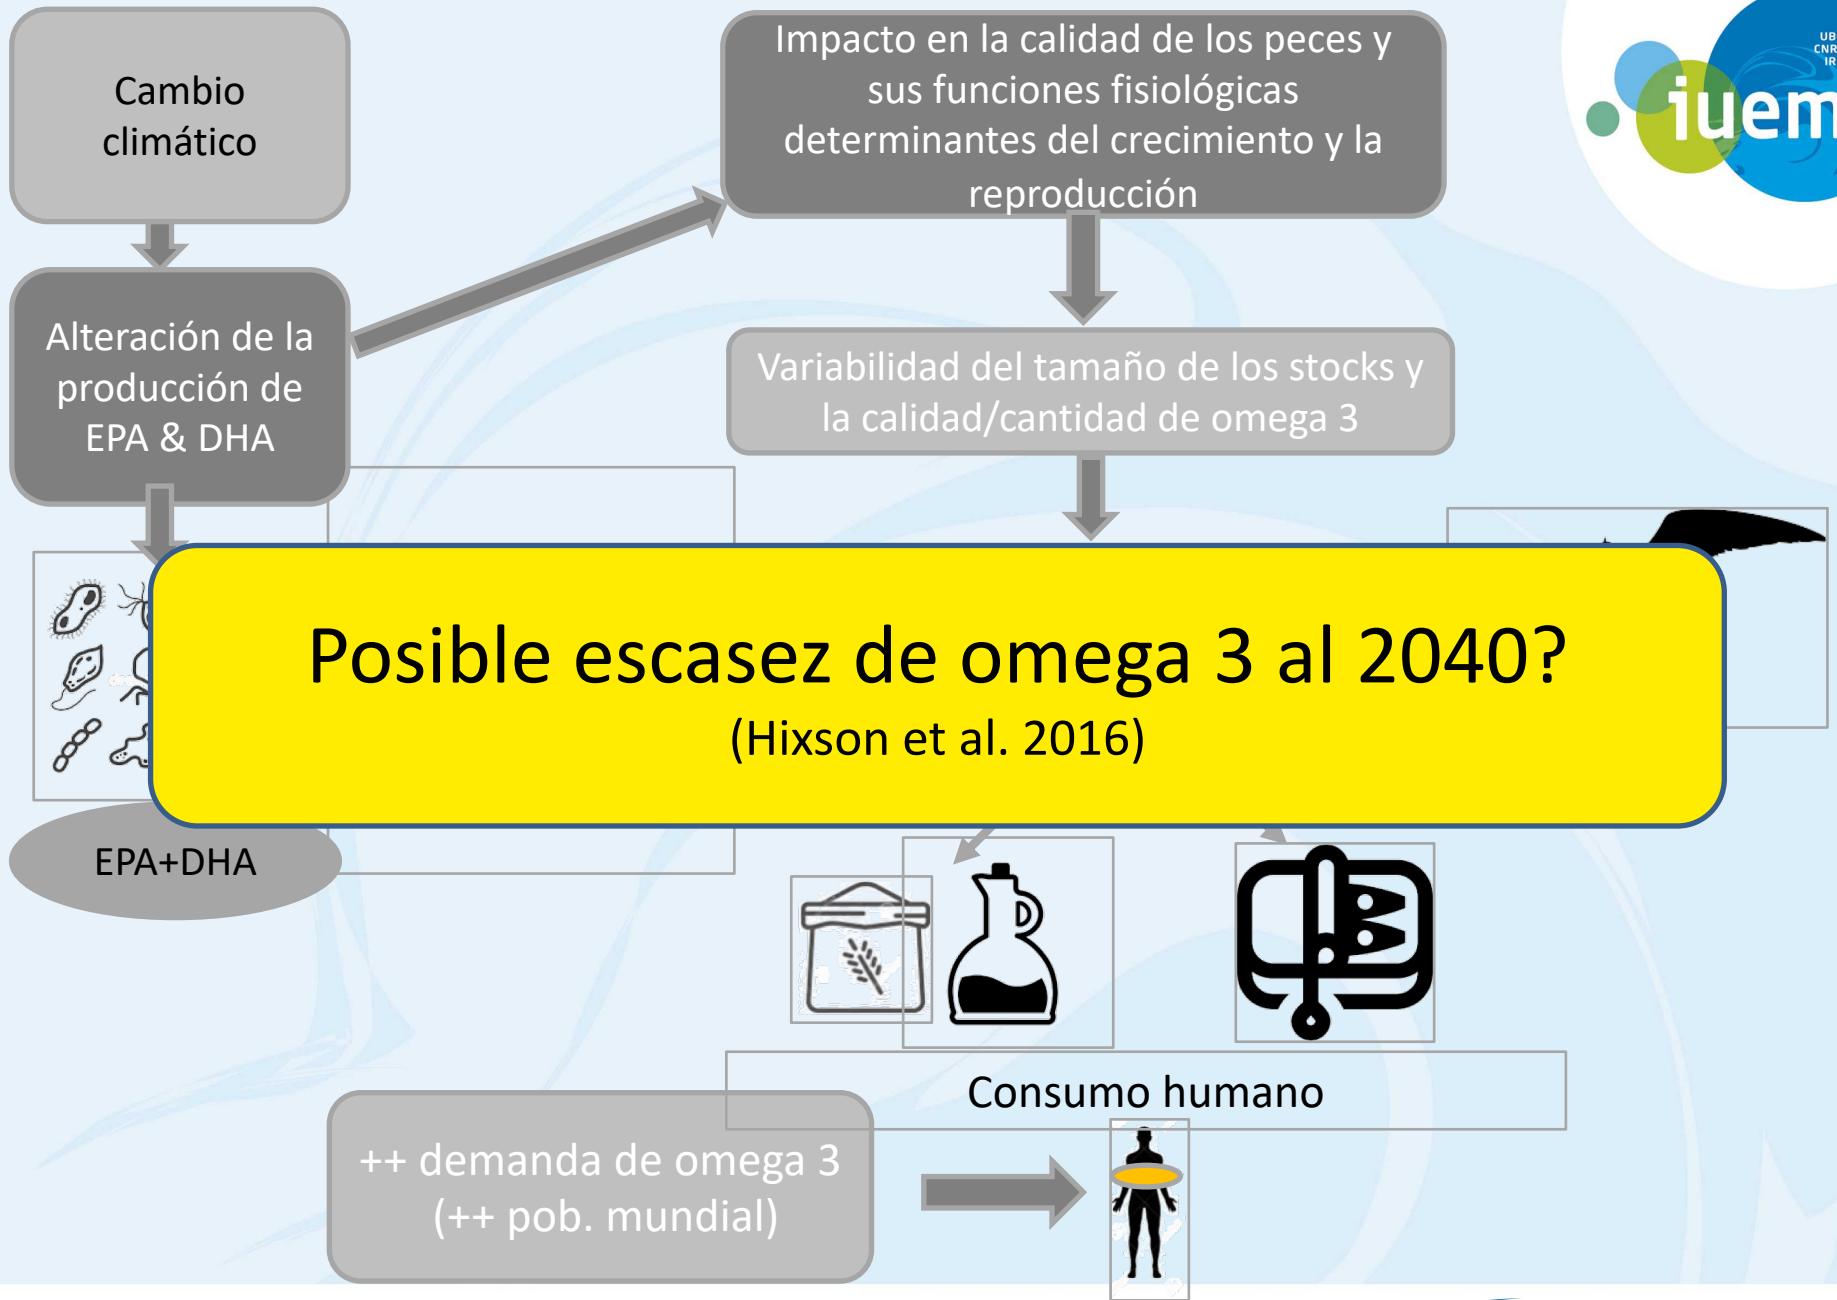 Cambio
climático
Impacto en la calidad de los peces y
sus funciones fisiológicas
determinantes del crecimiento y la
reproducción
iuem
Alteración de la
producción de
EPA & DHA
Variabilidad del tamaño de los stocks y
la calidad/cantidad de omega 3
Posible escasez de omega 3 al 2040?
(Hixson et al. 2016)
EPA+DHA
Consumo humano
++ demanda de omega 3
(++ pob. mundial)